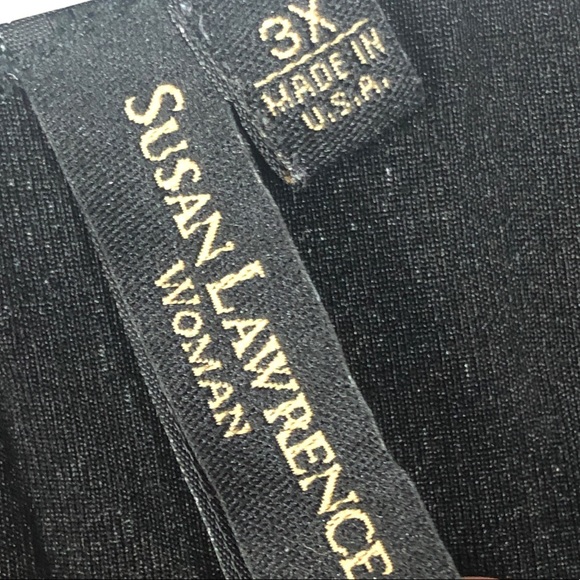 3X
MADE IN
U.S.A.
SUSAN LAWRENCE
WOMAN